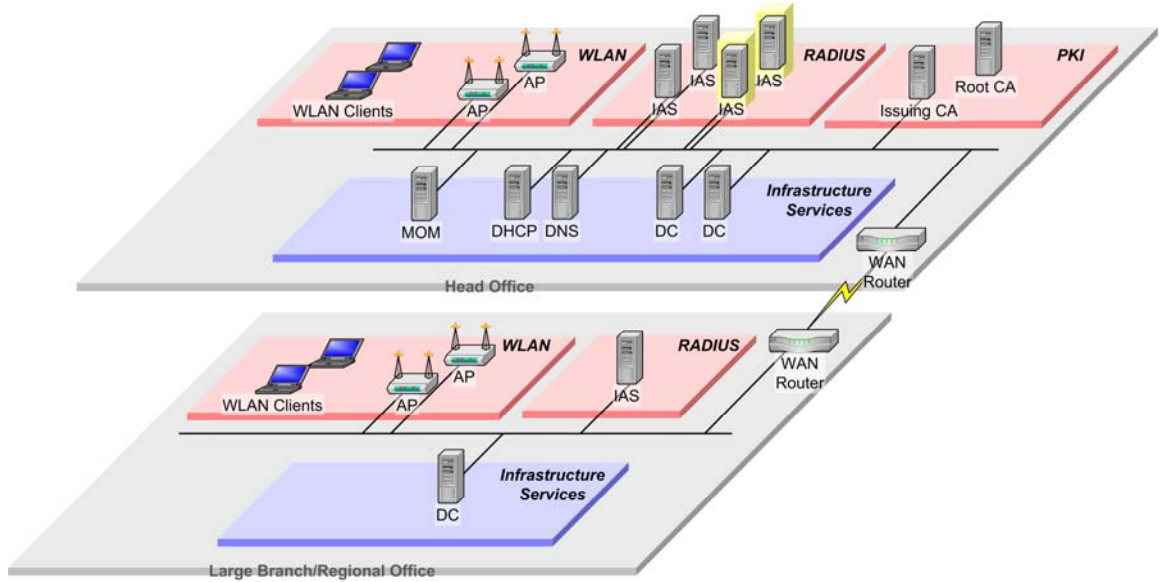 WLAN
RADIUS
PKI
IAS
IAS
AP
Root CA
WLAN Clients
AP
IAS
IAS
Issuing CA
Infrastructure
Services
MOM
DHCP
DNS
DC
DC
WAN
Router
Head Office
WLAN
RADIUS
WAN
Router
AP
WLAN Clients
AP
IAS
Infrastructure
Services
DC
Large Branch/Regional Office